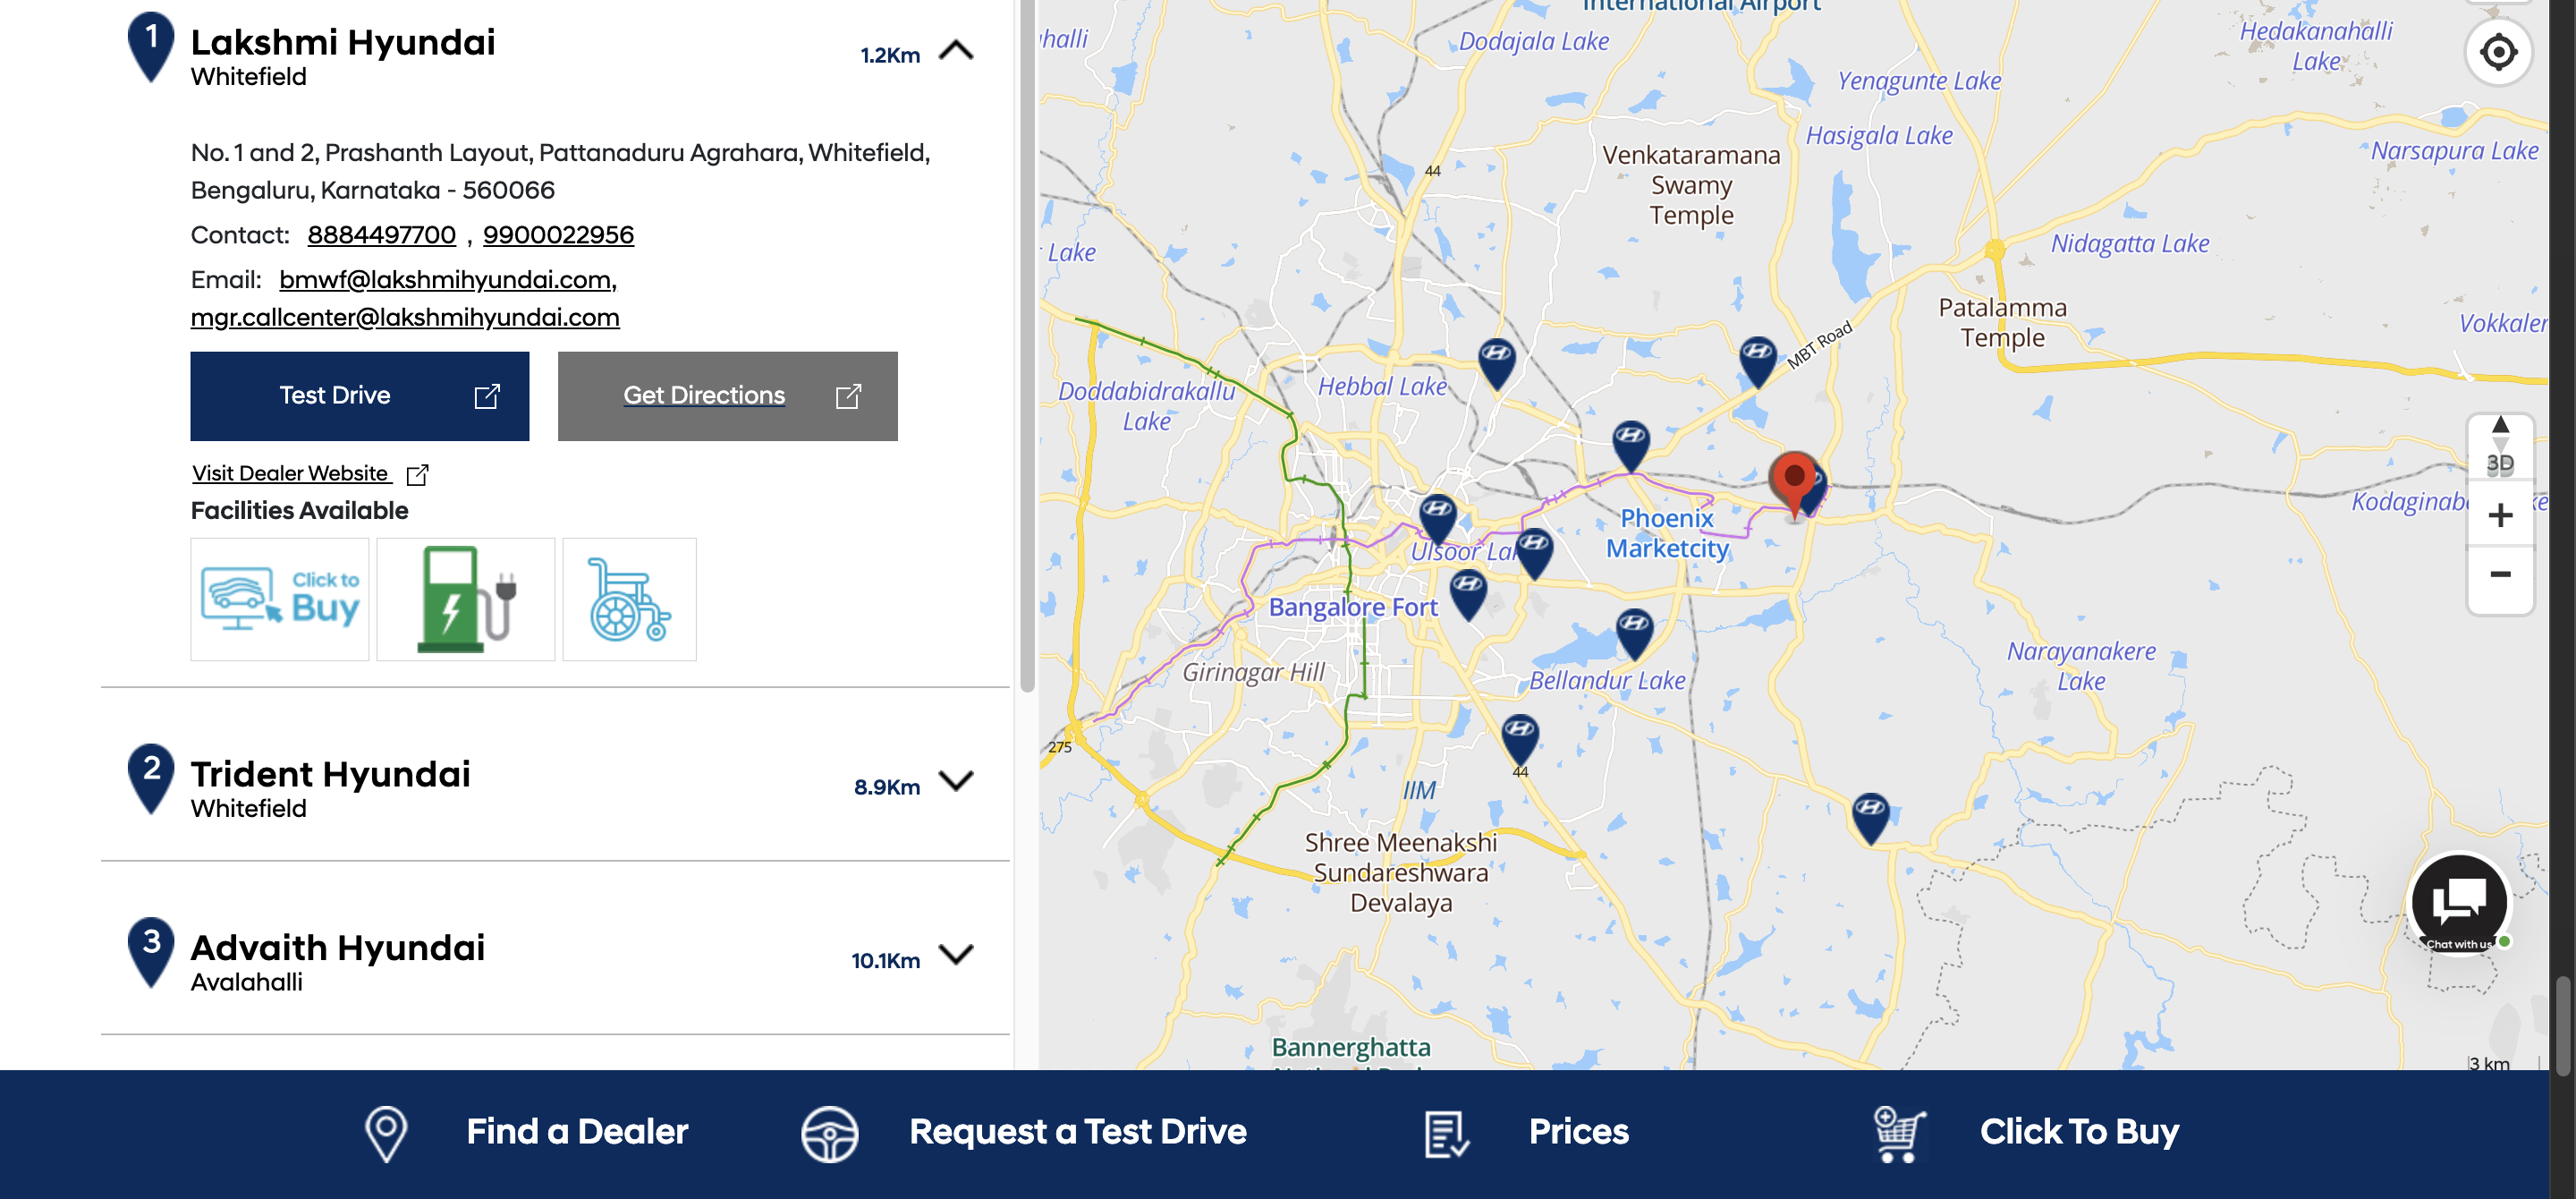 1
Lakshmi Hyundai
Whitefield
1.2Km
No. 1 and 2, Prashanth Layout, Pattanaduru Agrahara, Whitefield,
Bengaluru, Karnataka - 560066
Contact: 8884497700 , 9900022956
Email: bmwf@lakshmihyundai.com,
mgr.callcenter@lakshmihyundai.com
Test Drive
Get Directions
Visit Dealer Website
Facilities Available
Click to
Buy
2
Trident Hyundai
Whitefield
8.9Km
3
Advaith Hyundai
Avalahalli
10.1Km
International Airport
Dodajala Lake
Hedakanahalli
Lake
Yenagunte Lake
Hasigala Lake
Narsapura Lake
Venkataramana
Swamy
Temple
44
Lake
Nidagatta Lake
Patalamma
Temple
MBT Road
Doddabidrakallu
Lake
Hebbal Lake
3D
+
−
Phoenix
Marketcity
Bangalore Fort
Girinagar Hill
Bellandur Lake
Narayanakere
Lake
275
44
IIM
Shree Meenakshi
Sundareshwara
Devalaya
Bannerghatta
Chat with us
3 km
Find a Dealer
Request a Test Drive
Prices
Click To Buy